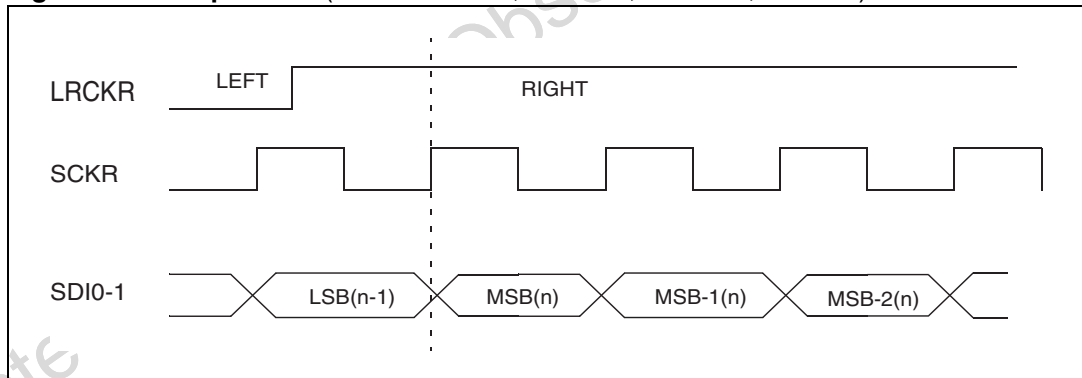 LRCKR LEFT RIGHT
SCKR
SDI0-1 LSB(n-1) MSB(n) MSB-1(n) MSB-2(n)